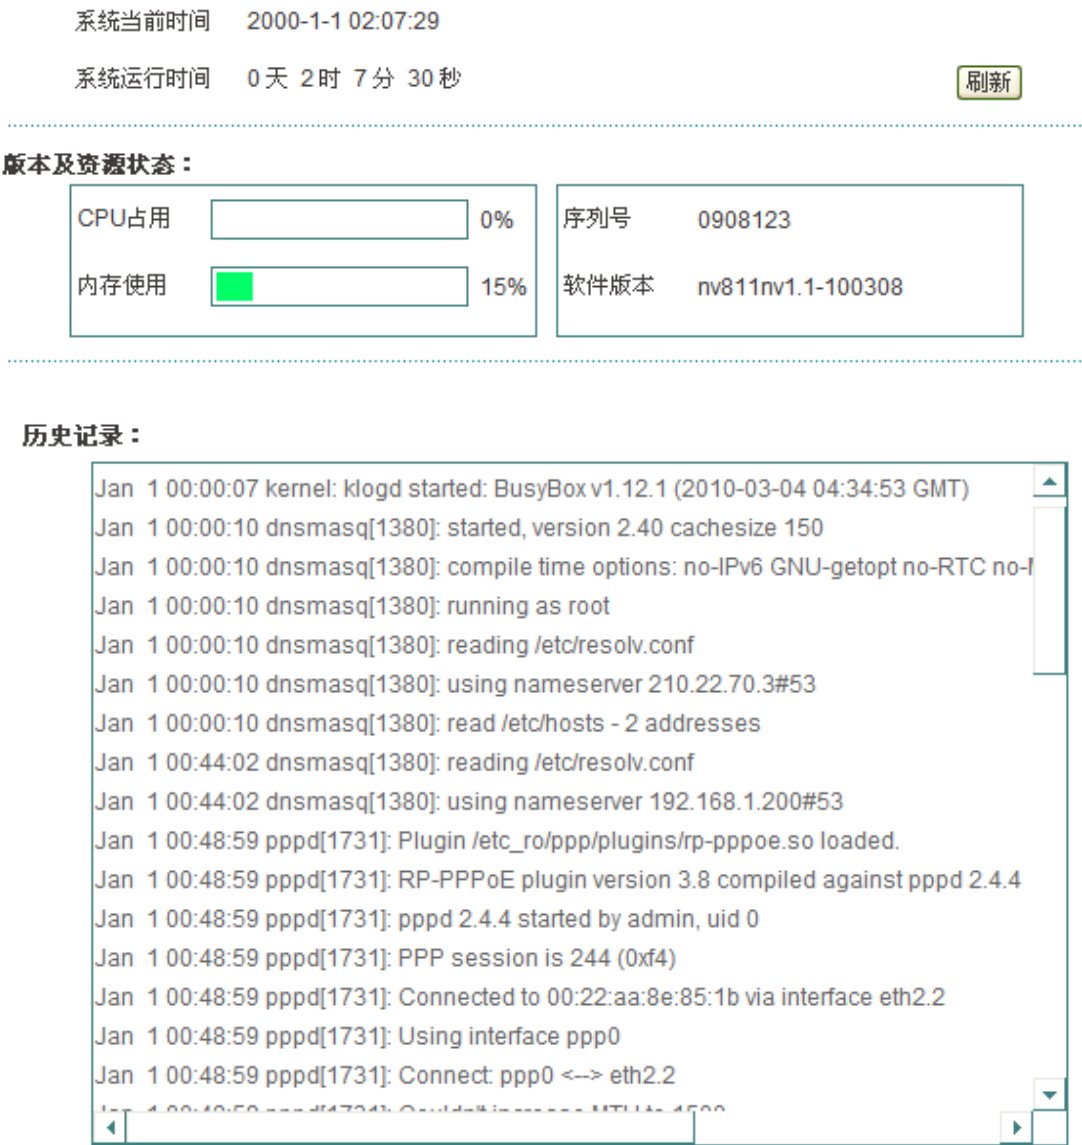 系统当前时间 2000-1-1 02:07:29
系统运行时间 0天 2时 7分 30秒
刷新
版本及资源状态：
CPU占用 0%
内存使用 15%
序列号 0908123
软件版本 nv811nv1.1-100308
历史记录：
Jan 1 00:00:07 kernel: klogd started: BusyBox v1.12.1 (2010-03-04 04:34:53 GMT)
Jan 1 00:00:10 dnsmasq[1380]: started, version 2.40 cachesize 150
Jan 1 00:00:10 dnsmasq[1380]: compile time options: no-IPv6 GNU-getopt no-RTC
Jan 1 00:00:10 dnsmasq[1380]: running as root
Jan 1 00:00:10 dnsmasq[1380]: reading /etc/resolv.conf
Jan 1 00:00:10 dnsmasq[1380]: using nameserver 210.22.70.3#53
Jan 1 00:00:10 dnsmasq[1380]: read /etc/hosts - 2 addresses
Jan 1 00:44:02 dnsmasq[1380]: reading /etc/resolv.conf
Jan 1 00:44:02 dnsmasq[1380]: using nameserver 192.168.1.200#53
Jan 1 00:48:59 pppd[1731]: Plugin /etc_ro/ppp/plugins/rp-pppoe.so loaded.
Jan 1 00:48:59 pppd[1731]: RP-PPPoE plugin version 3.8 compiled against pppd 2.4.4
Jan 1 00:48:59 pppd[1731]: pppd 2.4.4 started by admin, uid 0
Jan 1 00:48:59 pppd[1731]: PPP session is 244 (0xf4)
Jan 1 00:48:59 pppd[1731]: Connected to 00:22:aa:8e:85:1b via interface eth2.2
Jan 1 00:48:59 pppd[1731]: Using interface ppp0
Jan 1 00:48:59 pppd[1731]: Connect: ppp0 <--> eth2.2